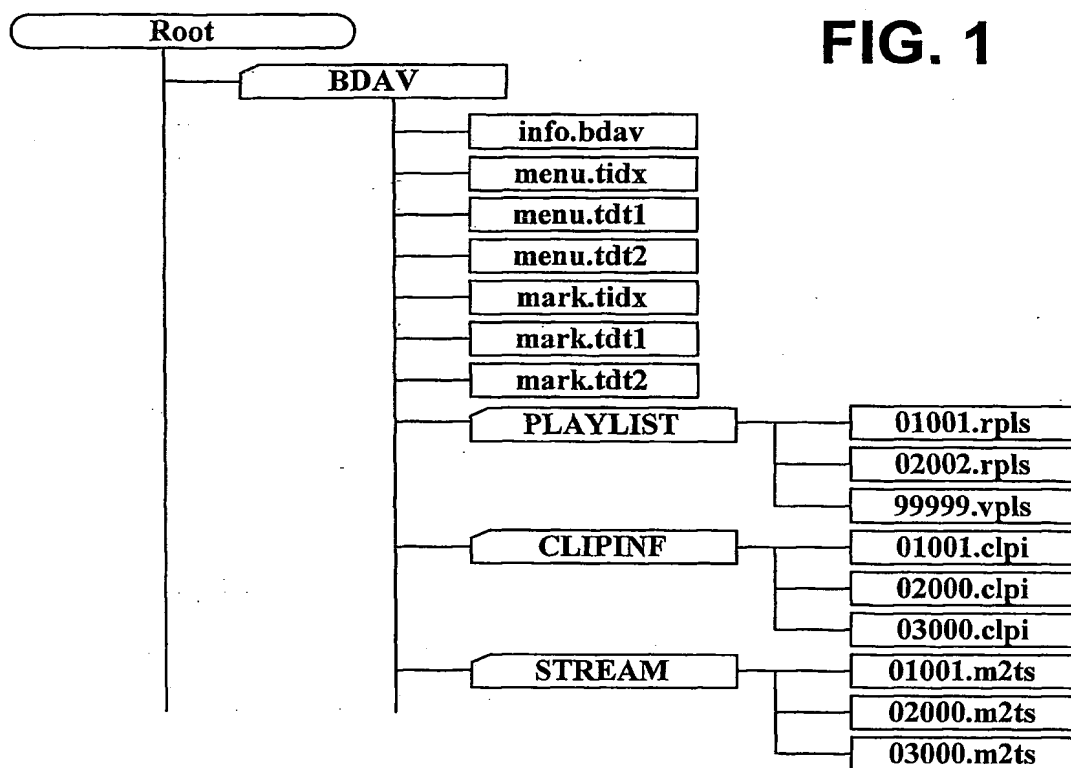 Root
FIG. 1
BDAV
info.bdav
menu.tidx
menu.tdt1
menu.tdt2
mark.tidx
mark.tdt1
mark.tdt2
PLAYLIST
01001.rpls
02002.rpls
99999.vpls
CLIPINF
01001.clpi
02000.clpi
03000.clpi
STREAM
01001.m2ts
02000.m2ts
03000.m2ts